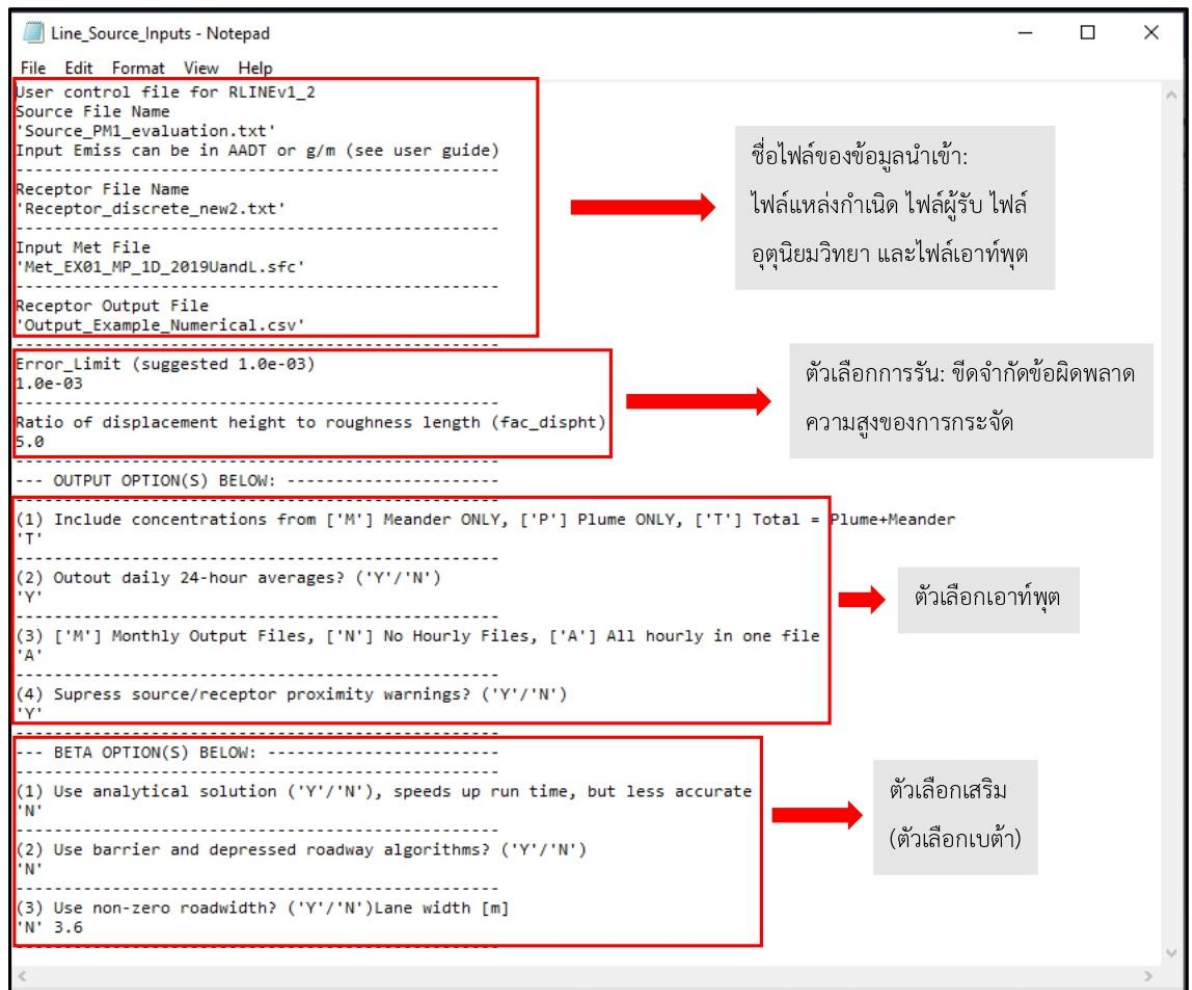 Line_Source_Inputs - Notepad
File Edit Format View Help
User control file for RLINEv1_2
Source File Name
'Source_PM1_evaluation.txt'
Input Emiss can be in AADT or g/m (see user guide)
--------------------------------------------------
Receptor File Name
'Receptor_discrete_new2.txt'
--------------------------------------------------
Input Met File
'Met_EX01_MP_1D_2019UandL.sfc'
--------------------------------------------------
Receptor Output File
'Output_Example_Numerical.csv'
--------------------------------------------------
ชื่อไฟล์ของข้อมูลนำเข้า:
ไฟล์แหล่งกำเนิด ไฟล์ผู้รับ ไฟล์
อุตุนิยมวิทยา และไฟล์เอาท์พุต
Error_Limit (suggested 1.0e-03)
1.0e-03
--------------------------------------------------
Ratio of displacement height to roughness length (fac_dispht)
5.0
--------------------------------------------------
ตัวเลือกการรัน: ขีดจำกัดข้อผิดพลาด
ความสูงของการกระจัด
--- OUTPUT OPTION(S) BELOW: ----------------------
--------------------------------------------------
(1) Include concentrations from ['M'] Meander ONLY, ['P'] Plume ONLY, ['T'] Total = Plume+Meander
'T'
--------------------------------------------------
(2) Outout daily 24-hour averages? ('Y'/'N')
'Y'
--------------------------------------------------
(3) ['M'] Monthly Output Files, ['N'] No Hourly Files, ['A'] All hourly in one file
'A'
--------------------------------------------------
(4) Supress source/receptor proximity warnings? ('Y'/'N')
'Y'
--------------------------------------------------
ตัวเลือกเอาท์พุต
--- BETA OPTION(S) BELOW: ------------------------
--------------------------------------------------
(1) Use analytical solution ('Y'/'N'), speeds up run time, but less accurate
'N'
--------------------------------------------------
(2) Use barrier and depressed roadway algorithms? ('Y'/'N')
'N'
--------------------------------------------------
(3) Use non-zero roadwidth? ('Y'/'N')Lane width [m]
'N' 3.6
--------------------------------------------------
ตัวเลือกเสริม
(ตัวเลือกเบต้า)